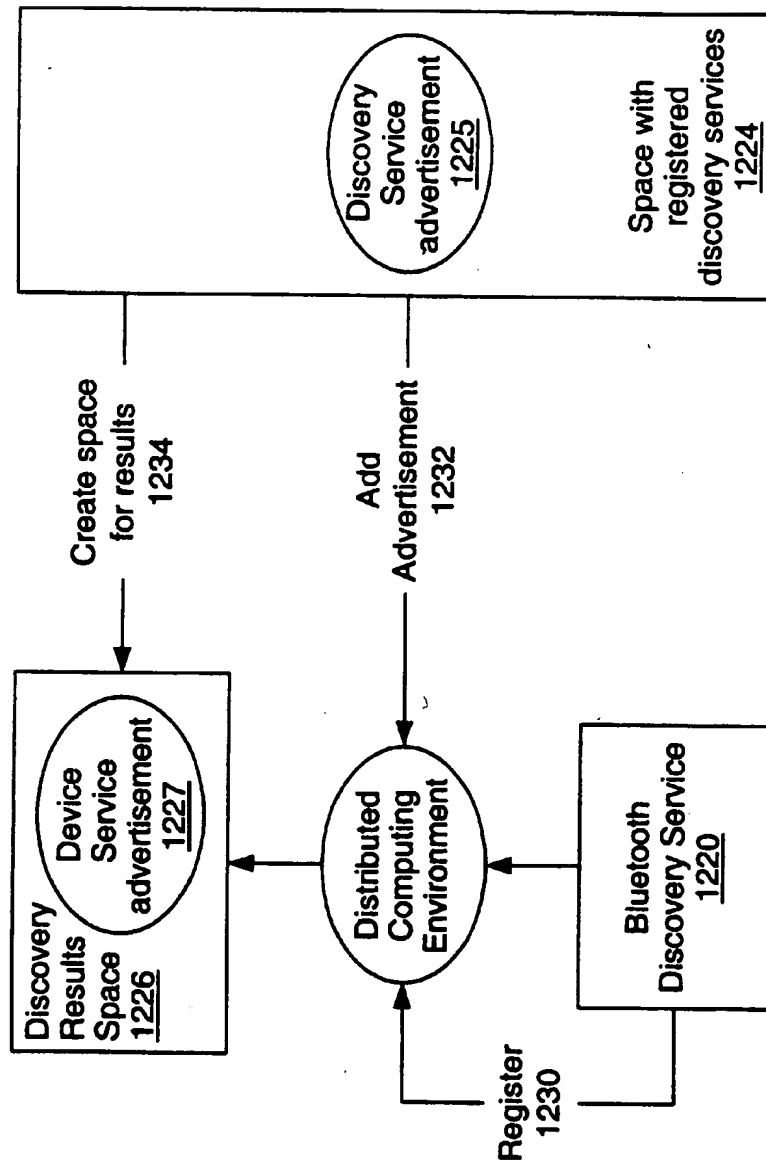 Discovery
Results
Space
1226
Device
Service
advertisement
1227
Create space
for results
1234
Discovery
Service
advertisement
1225
Space with
registered
discovery services
1224
Add
Advertisement
1232
Distributed
Computing
Environment
Register
1230
Bluetooth
Discovery Service
1220